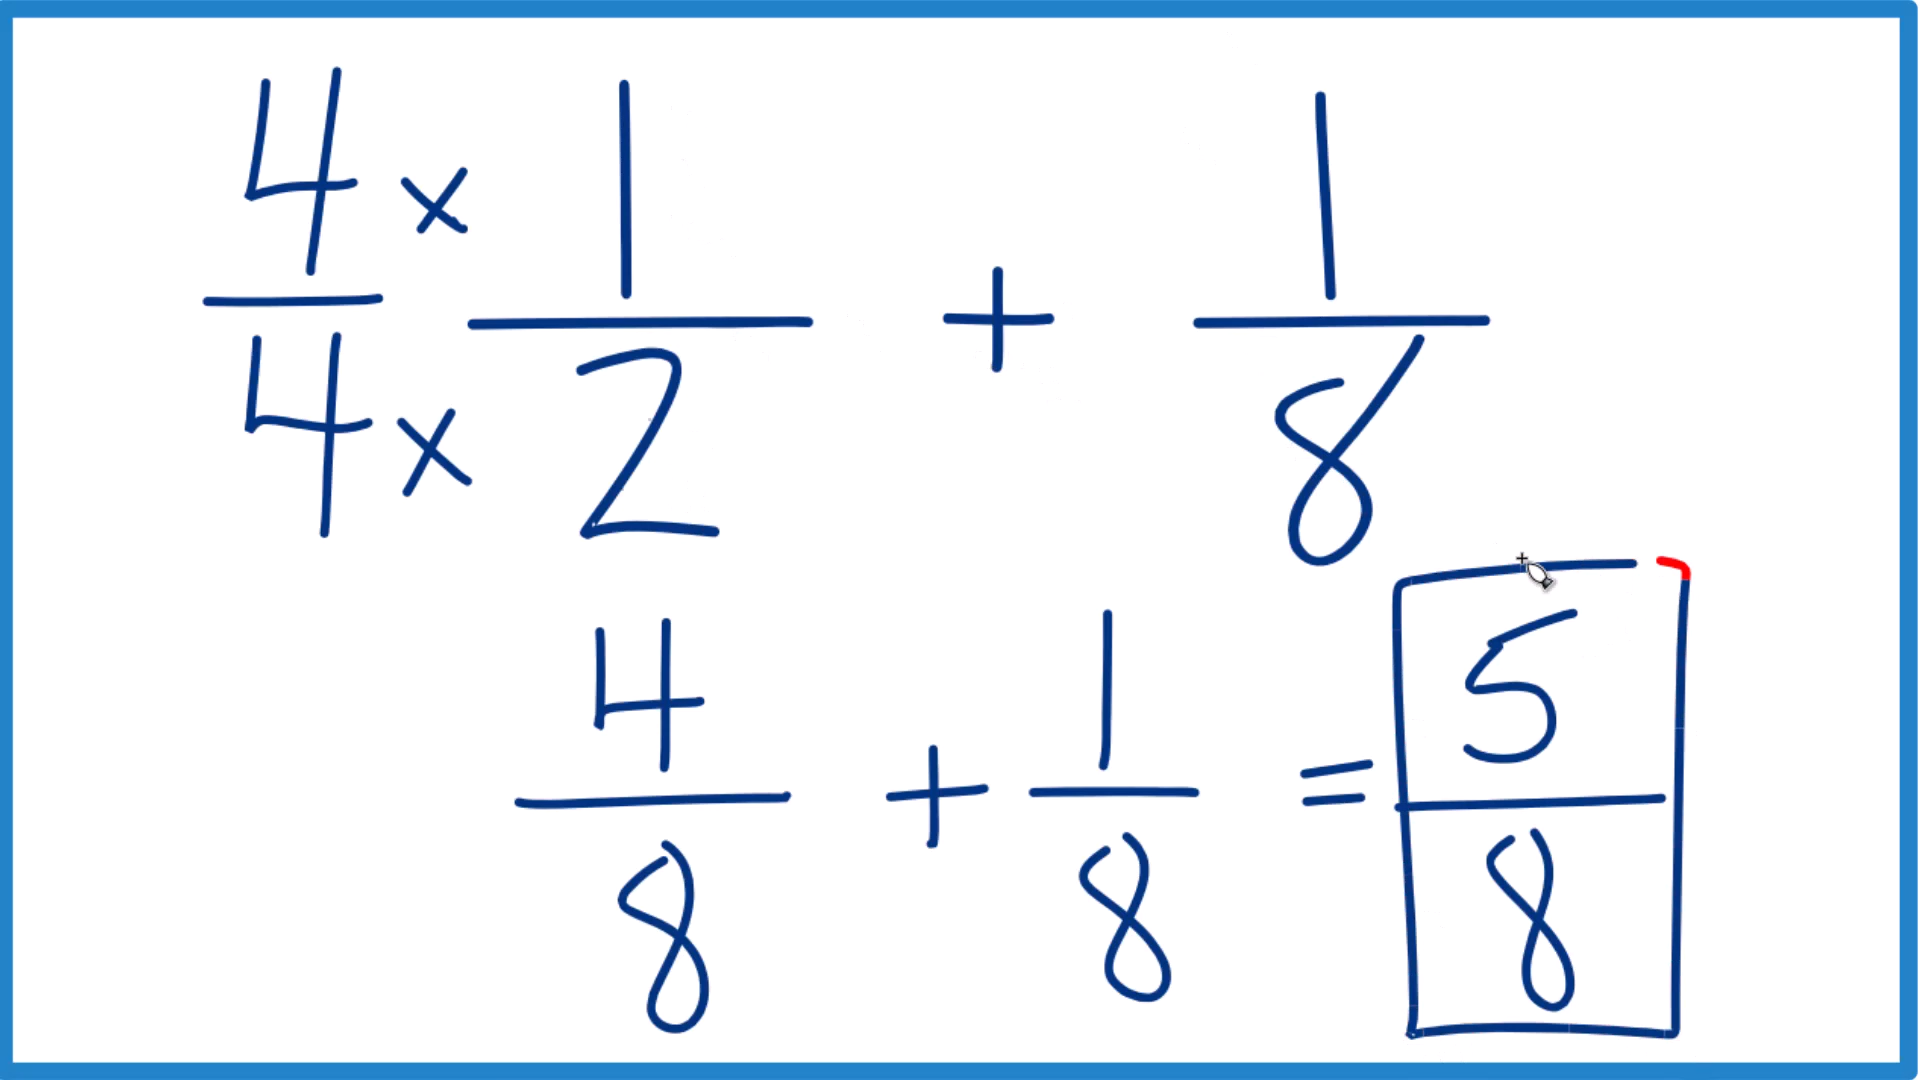 4/4 × 1/2 + 1/8
4/8 + 1/8 = 5/8